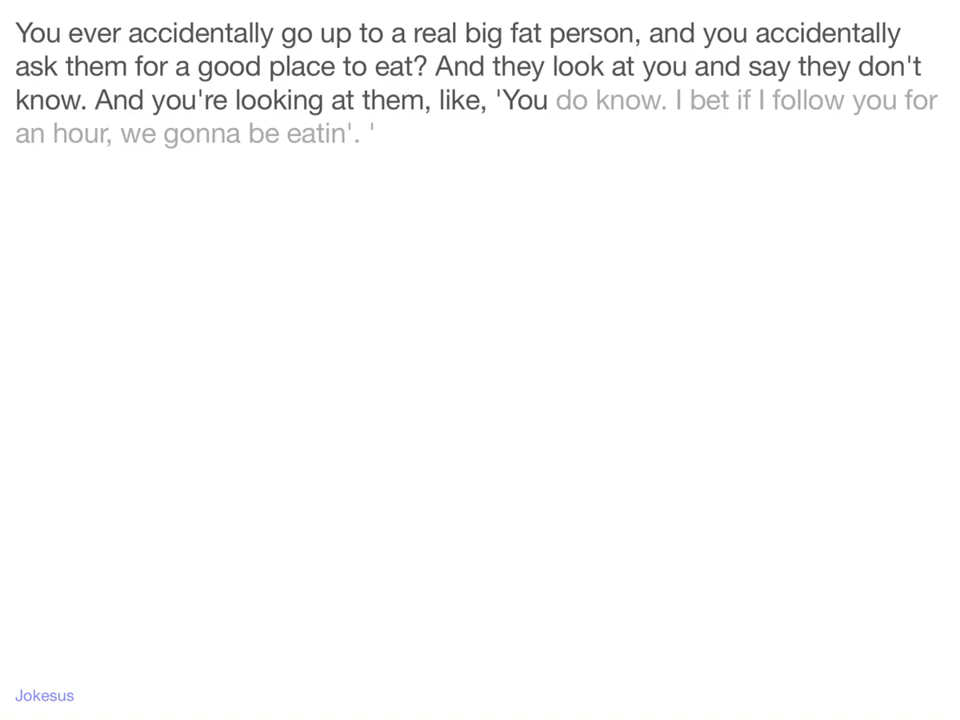 You ever accidentally go up to a real big fat person, and you accidentally
ask them for a good place to eat? And they look at you and say they don't
know. And you're looking at them, like, 'You do know. I bet if I follow you for
an hour, we gonna be eatin'. '
Jokesus